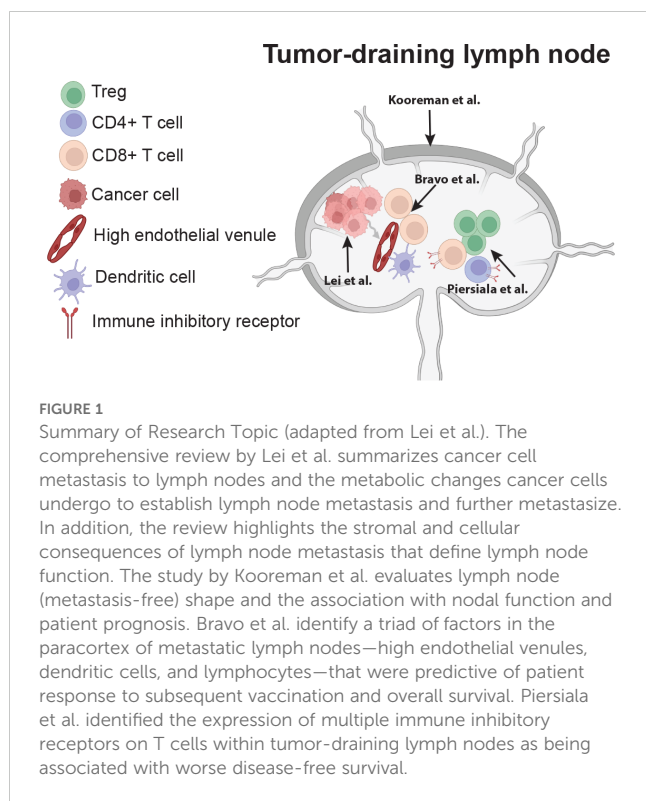 Tumor-draining lymph node
Treg
CD4+ T cell
CD8+ T cell
Cancer cell
High endothelial venule
Dendritic cell
Immune inhibitory receptor
Kooreman et al.
Bravo et al.
Lei et al.
Piersiala et al.
FIGURE 1
Summary of Research Topic (adapted from Lei et al.). The
comprehensive review by Lei et al. summarizes cancer cell
metastasis to lymph nodes and the metabolic changes cancer cells
undergo to establish lymph node metastasis and further metastasize.
In addition, the review highlights the stromal and cellular
consequences of lymph node metastasis that define lymph node
function. The study by Kooreman et al. evaluates lymph node
(metastasis-free) shape and the association with nodal function and
patient prognosis. Bravo et al. identify a triad of factors in the
paracortex of metastatic lymph nodes—high endothelial venules,
dendritic cells, and lymphocytes—that were predictive of patient
response to subsequent vaccination and overall survival. Piersiala
et al. identified the expression of multiple immune inhibitory
receptors on T cells within tumor-draining lymph nodes as being
associated with worse disease-free survival.